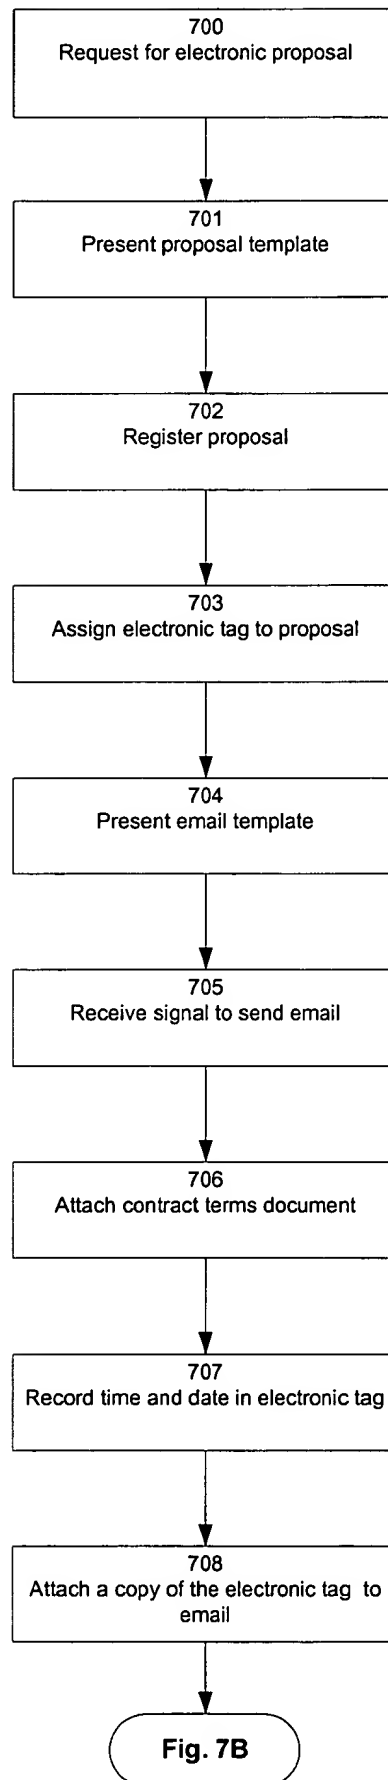 700
Request for electronic proposal
701
Present proposal template
702
Register proposal
703
Assign electronic tag to proposal
704
Present email template
705
Receive signal to send email
706
Attach contract terms document
707
Record time and date in electronic tag
708
Attach a copy of the electronic tag to
email
Fig. 7B